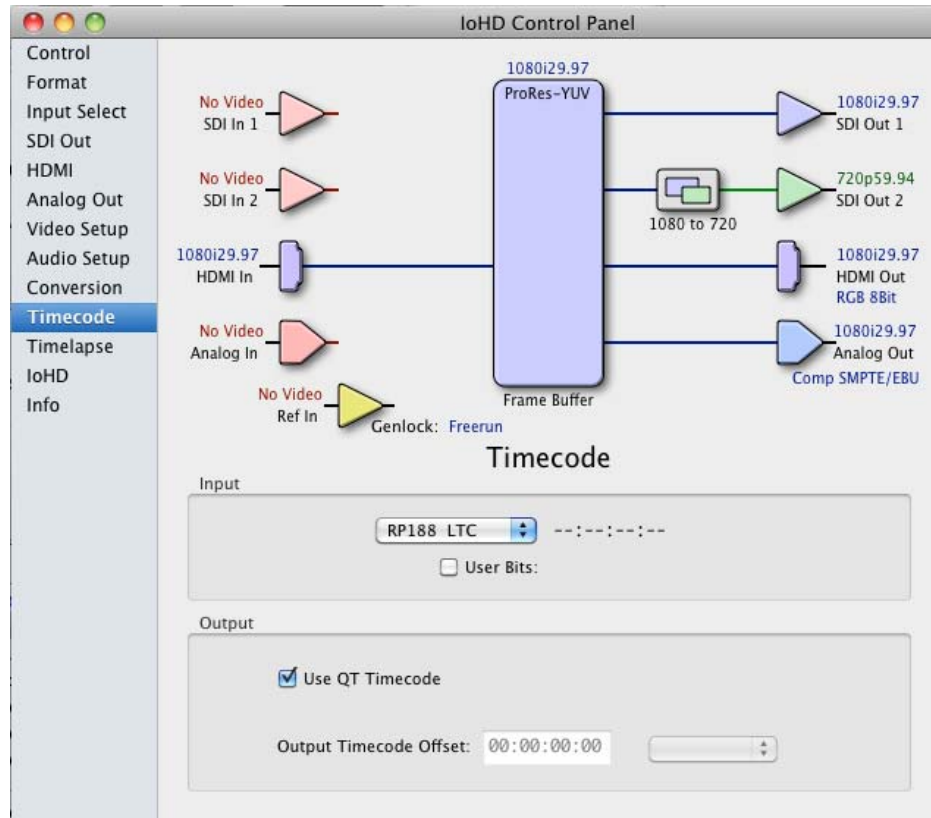 IoHD Control Panel
Control
Format
Input Select
SDI Out
HDMI
Analog Out
Video Setup
Audio Setup
Conversion
Timecode
Timelapse
IoHD
Info
1080i29.97
ProRes-YUV
Frame Buffer
No Video
SDI In 1
No Video
SDI In 2
1080i29.97
HDMI In
No Video
Analog In
No Video
Ref In
Genlock: Freerun
1080 to 720
1080i29.97
SDI Out 1
720p59.94
SDI Out 2
1080i29.97
HDMI Out
RGB 8Bit
1080i29.97
Analog Out
Comp SMPTE/EBU
Timecode
Input
RP188 LTC --:--:--:--
User Bits:
Output
Use QT Timecode
Output Timecode Offset: 00:00:00:00